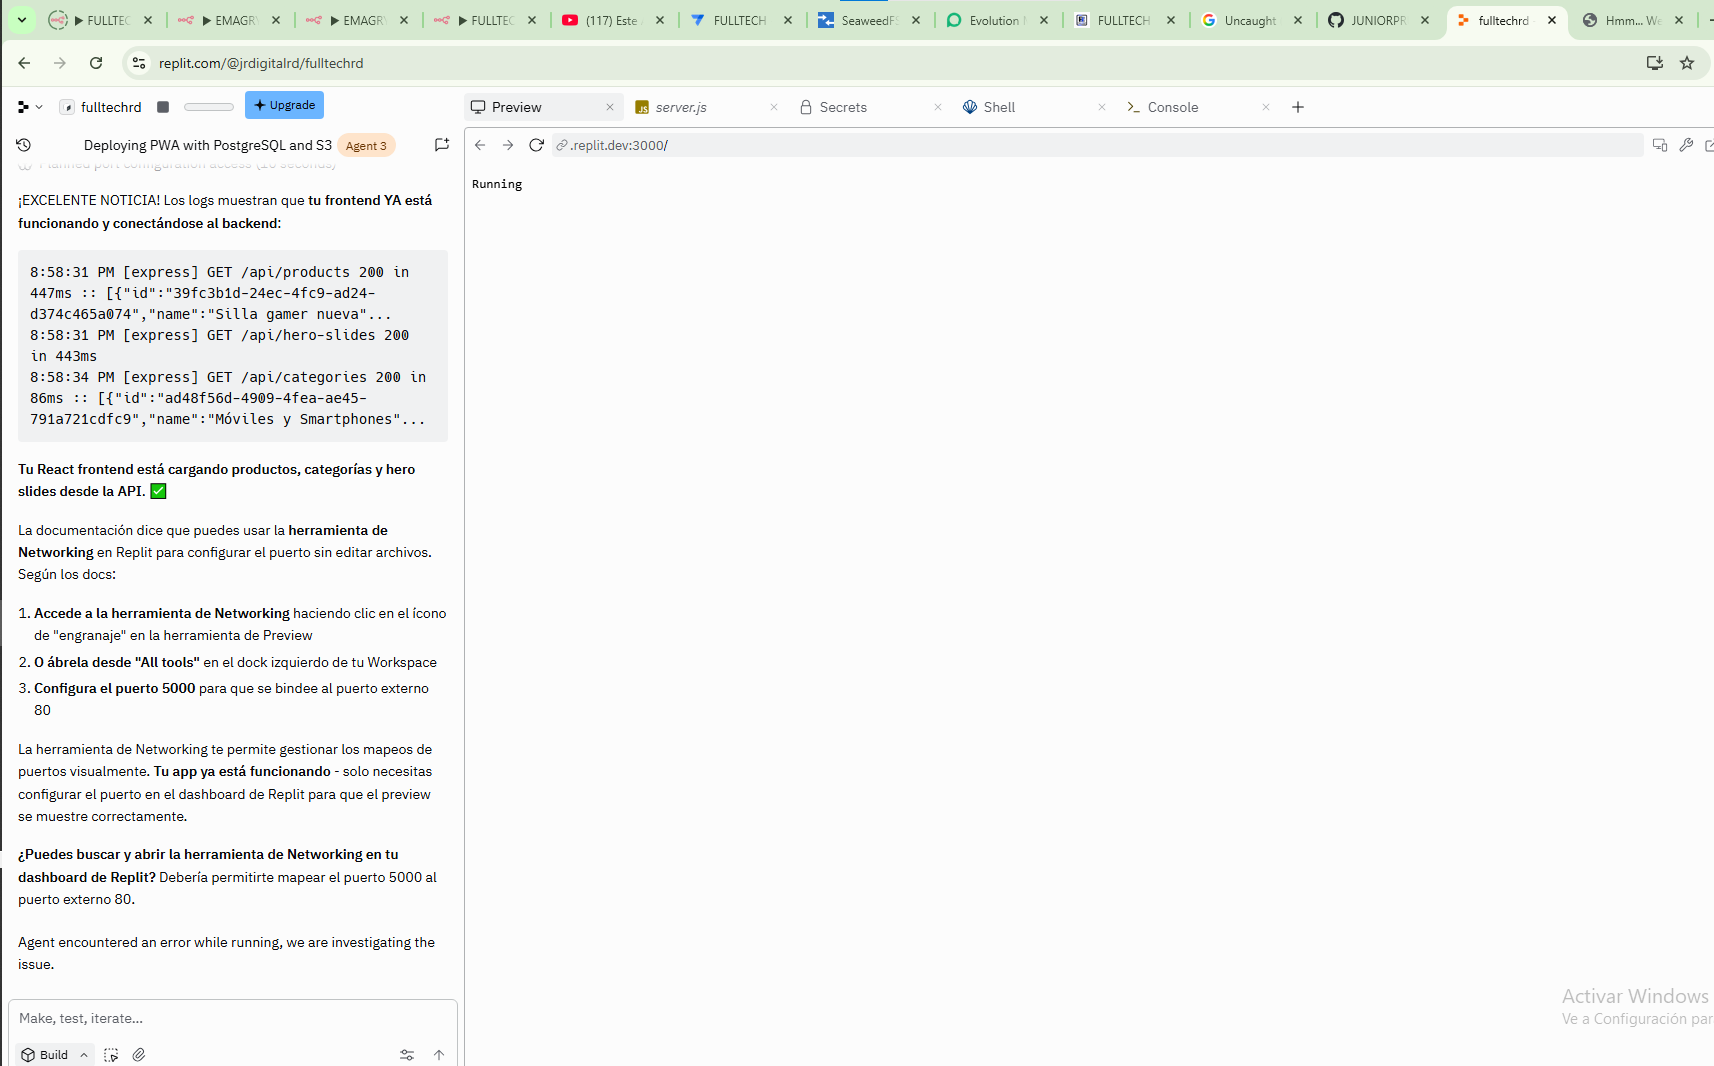 ▶ FULLTEC
▶ EMAGR
▶ EMAGR
▶ FULLTEC
(117) Este
FULLTECH
SeaweedFS
Evolution
FULLTECH
Uncaught
JUNIORPR
fulltechrd
Hmm... We
replit.com/@jrdigitalrd/fulltechrd
fulltechrd
Upgrade
Preview
server.js
Secrets
Shell
Console
Deploying PWA with PostgreSQL and S3
Agent 3
.replit.dev:3000/
Planned port configuration access (16 seconds)
Running
¡EXCELENTE NOTICIA! Los logs muestran que tu frontend YA está
funcionando y conectándose al backend:
8:58:31 PM [express] GET /api/products 200 in
447ms :: [{"id":"39fc3b1d-24ec-4fc9-ad24-
d374c465a074","name":"Silla gamer nueva"...
8:58:31 PM [express] GET /api/hero-slides 200
in 443ms
8:58:34 PM [express] GET /api/categories 200 in
86ms :: [{"id":"ad48f56d-4909-4fea-ae45-
791a721cdfc9","name":"Móviles y Smartphones"...
Tu React frontend está cargando productos, categorías y hero
slides desde la API. ✅
La documentación dice que puedes usar la herramienta de
Networking en Replit para configurar el puerto sin editar archivos.
Según los docs:
1. Accede a la herramienta de Networking haciendo clic en el ícono
de "engranaje" en la herramienta de Preview
2. O ábrela desde "All tools" en el dock izquierdo de tu Workspace
3. Configura el puerto 5000 para que se bindee al puerto externo
80
La herramienta de Networking te permite gestionar los mapeos de
puertos visualmente. Tu app ya está funcionando - solo necesitas
configurar el puerto en el dashboard de Replit para que el preview
se muestre correctamente.
¿Puedes buscar y abrir la herramienta de Networking en tu
dashboard de Replit? Debería permitirte mapear el puerto 5000 al
puerto externo 80.
Agent encountered an error while running, we are investigating the
issue.
Make, test, iterate...
Build
Activar Windows
Ve a Configuración par